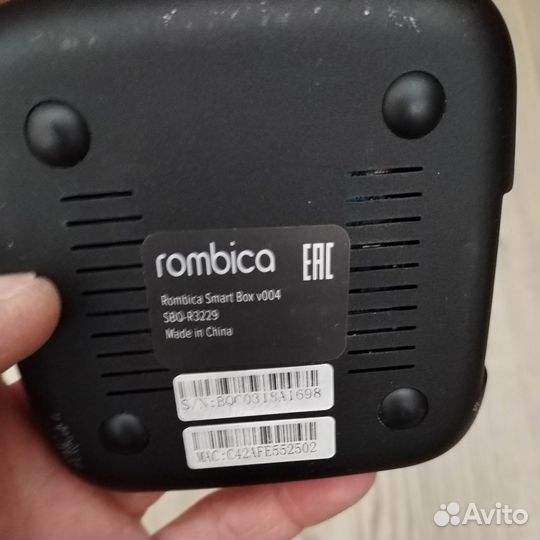 rombica EAC
Rombica Smart Box v004
SBQ-R3229
Made in China
S/N:BQC0318A1698
MAC:C42AFE552502
Avito